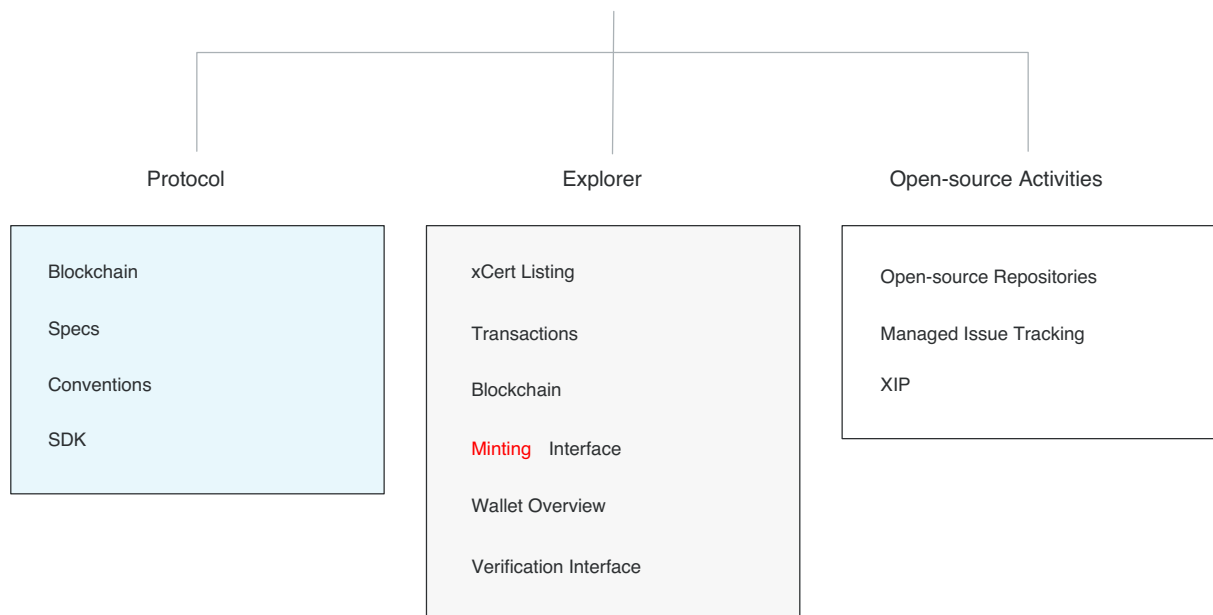 Protocol
Blockchain
Specs
Conventions
SDK
Explorer
xCert Listing
Transactions
Blockchain
Minting Interface
Wallet Overview
Verification Interface
Open-source Activities
Open-source Repositories
Managed Issue Tracking
XIP